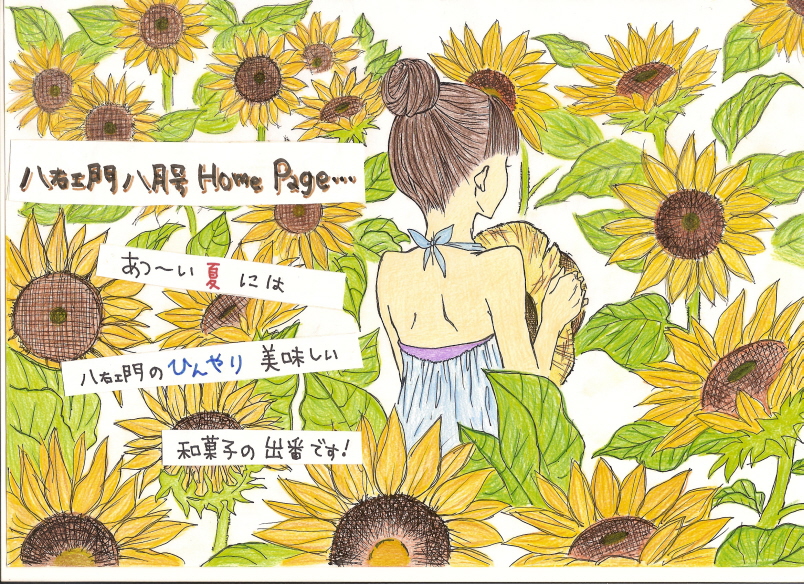 八右エ門八月号 Home Page‥‥
あつ〜い 夏 には
八右エ門の ひんやり 美味しい
和菓子の 出番です!